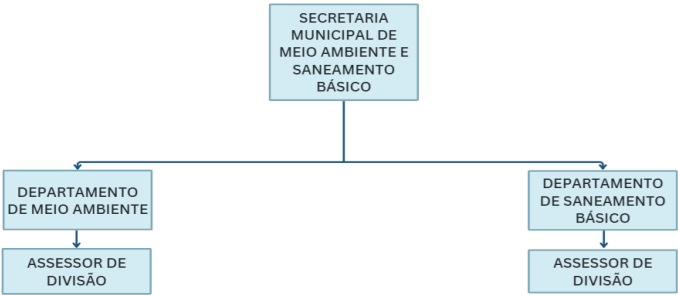 SECRETARIA
MUNICIPAL DE
MEIO AMBIENTE E
SANEAMENTO
BÁSICO
DEPARTAMENTO
DE MEIO AMBIENTE
DEPARTAMENTO
DE SANEAMENTO
BÁSICO
ASSESSOR DE
DIVISÃO
ASSESSOR DE
DIVISÃO